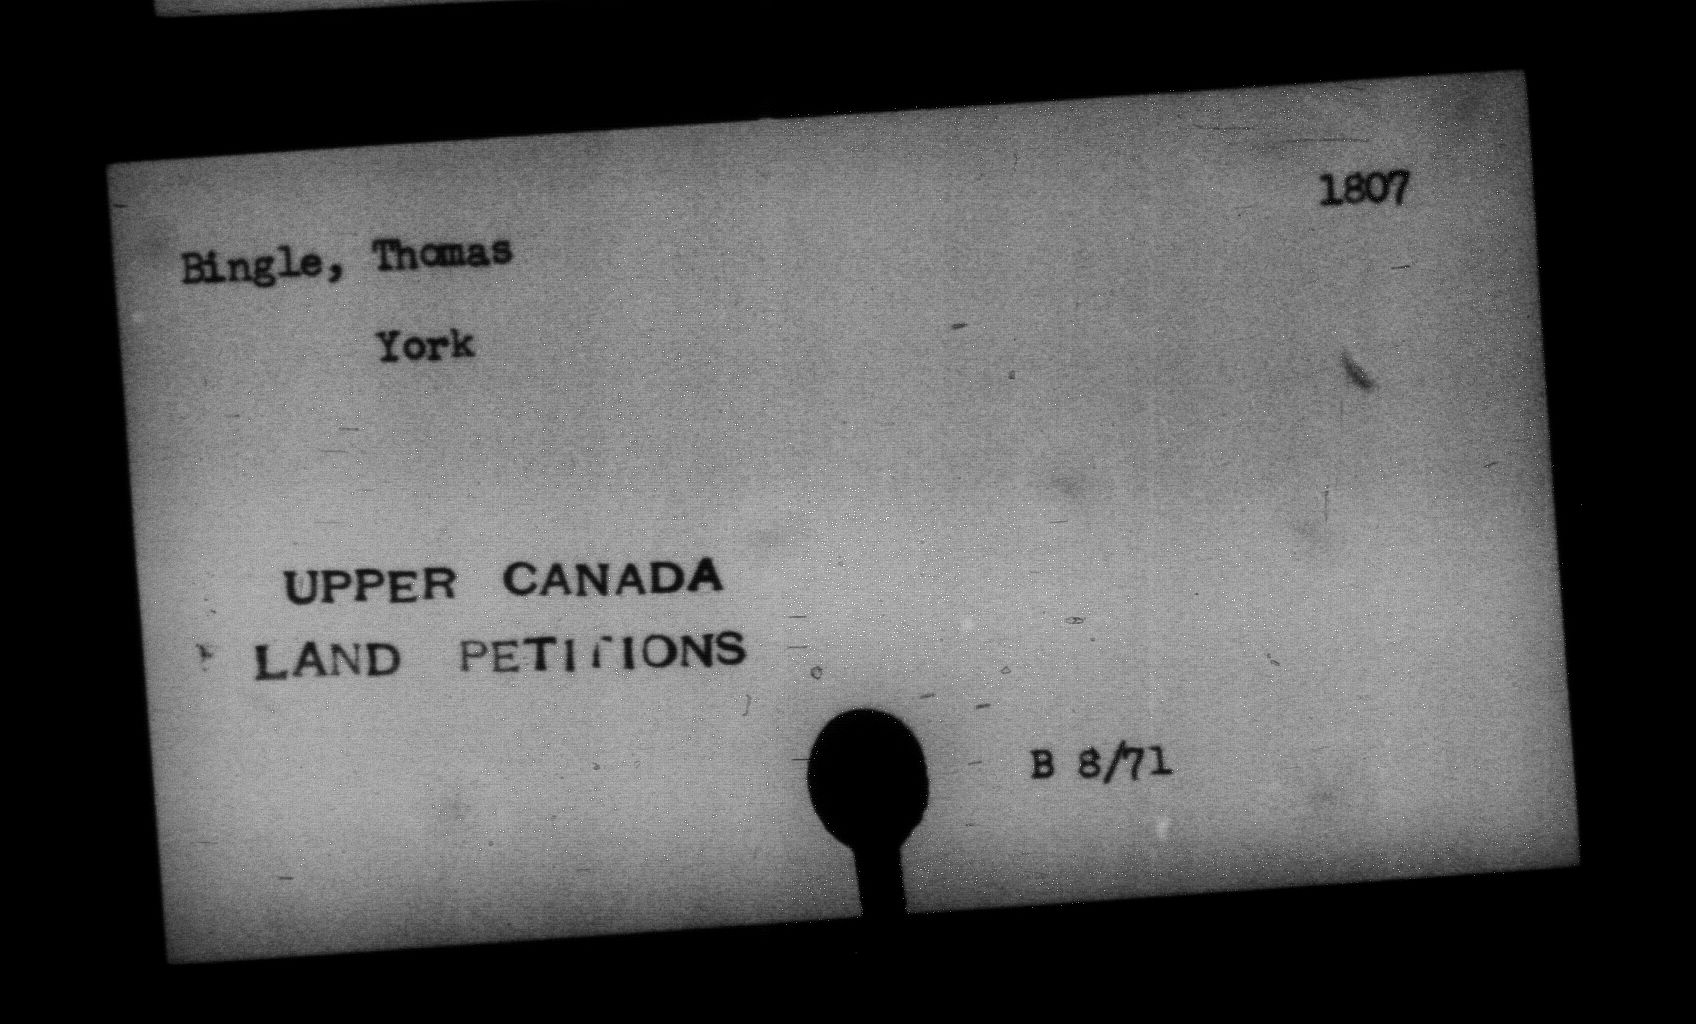 1807
Bingle, Thomas
York
UPPER CANADA
LAND PETITIONS
B 8/71